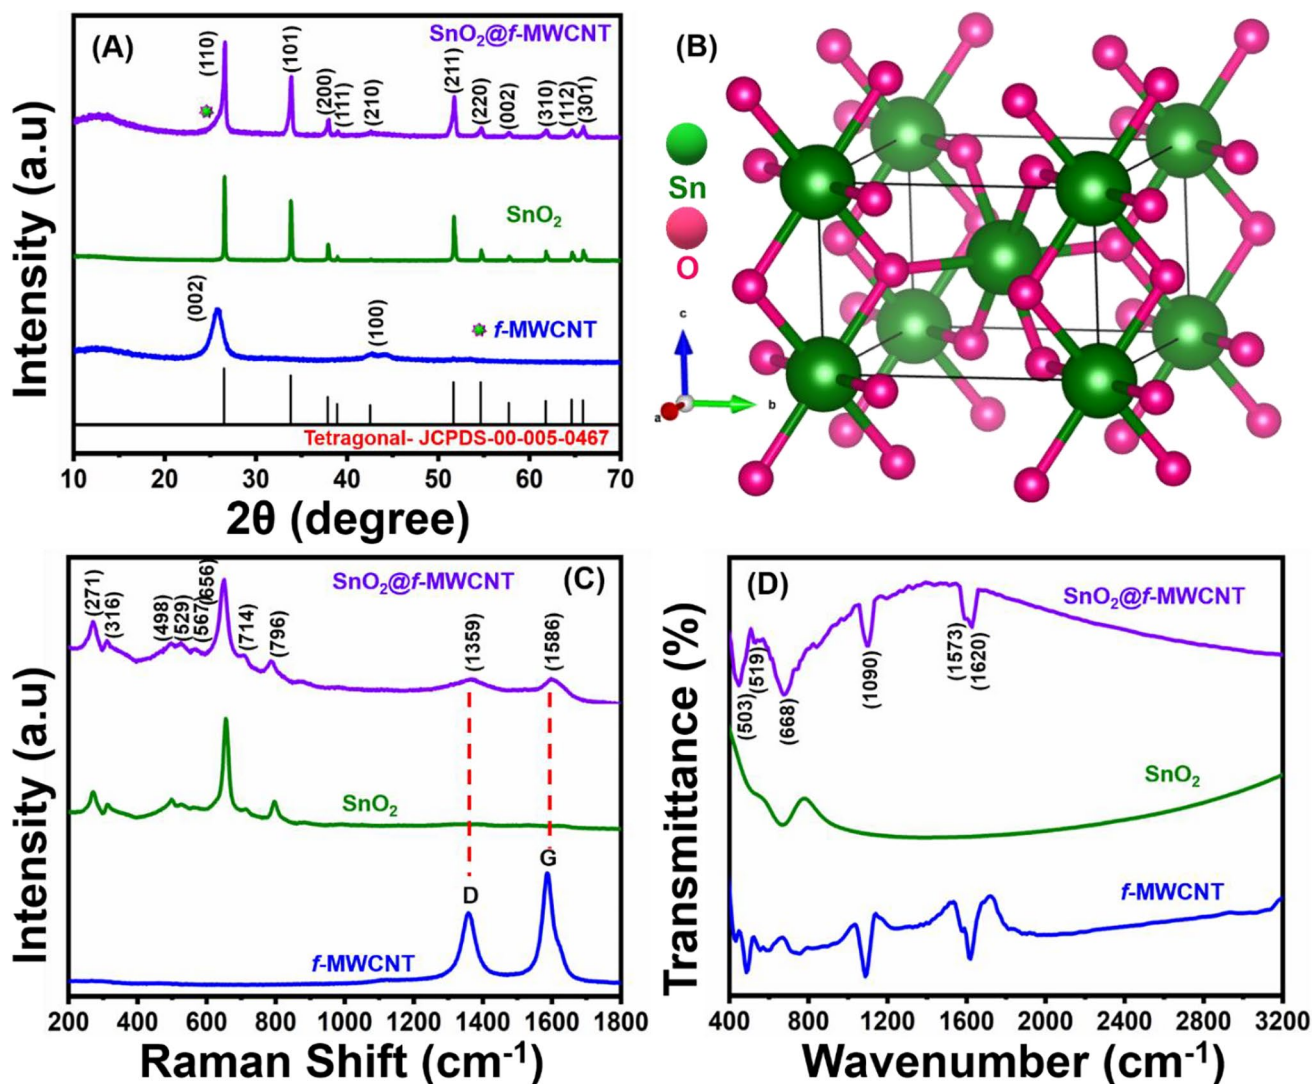 (A)
SnO₂@f-MWCNT
(110)
(101)
(200)
(111)
(210)
(211)
(220)
(002)
(310)
(112)
(301)
SnO₂
(002)
(100)
f-MWCNT
Tetragonal- JCPDS-00-005-0467
10 20 30 40 50 60 70
2θ (degree)
Intensity (a.u)
(B)
Sn
O
c
b
a
(C)
SnO₂@f-MWCNT
(271)
(316)
(498)
(529)
(567)
(656)
(714)
(796)
(1359)
(1586)
SnO₂
D
G
f-MWCNT
200 400 600 800 1000 1200 1400 1600 1800
Raman Shift (cm⁻¹)
Intensity (a.u)
(D)
SnO₂@f-MWCNT
(503)
(519)
(668)
(1090)
(1573)
(1620)
SnO₂
f-MWCNT
400 800 1200 1600 2000 2400 2800 3200
Wavenumber (cm⁻¹)
Transmittance (%)